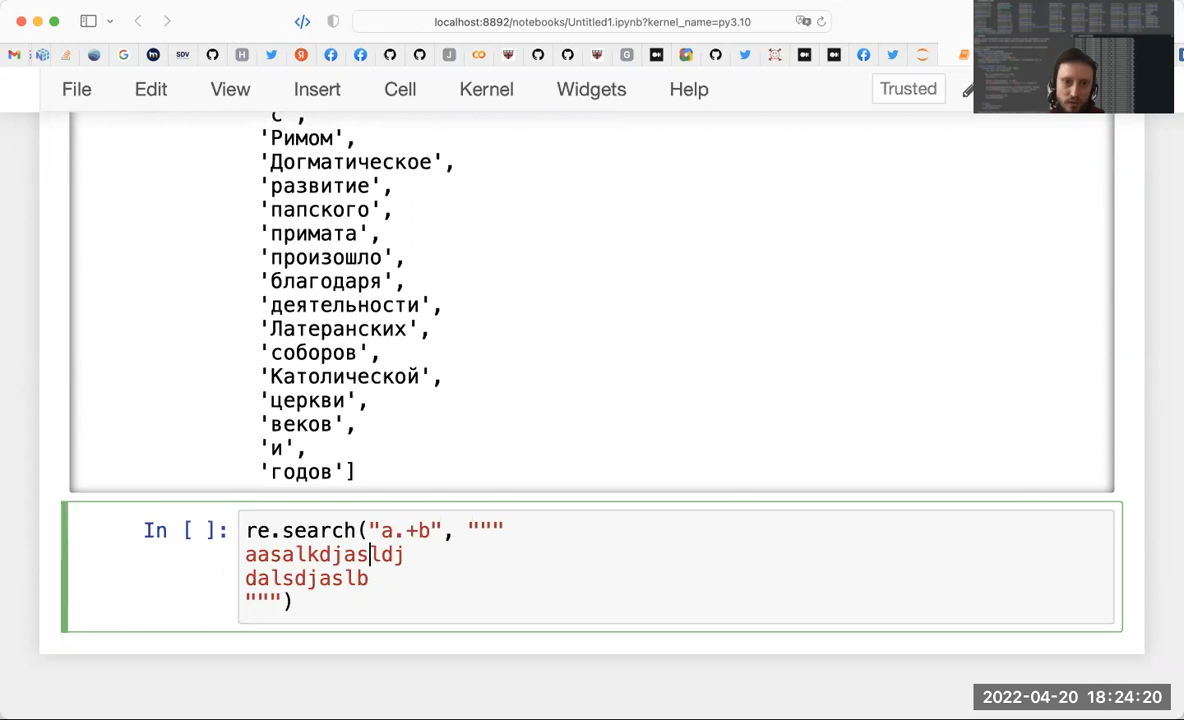 localhost:8892/notebooks/Untitled1.ipynb?kernel_name=py3.10
File Edit View Insert Cell Kernel Widgets Help Trusted
с',
'Римом',
'Догматическое',
'развитие',
'папского',
'примата',
'произошло',
'благодаря',
'деятельности',
'Латеранских',
'соборов',
'Католической',
'церкви',
'веков',
'и',
'годов']
In [ ]: re.search("a.+b", """
aasalkdjasldj
dalsdjaslb
""")
2022-04-20 18:24:20